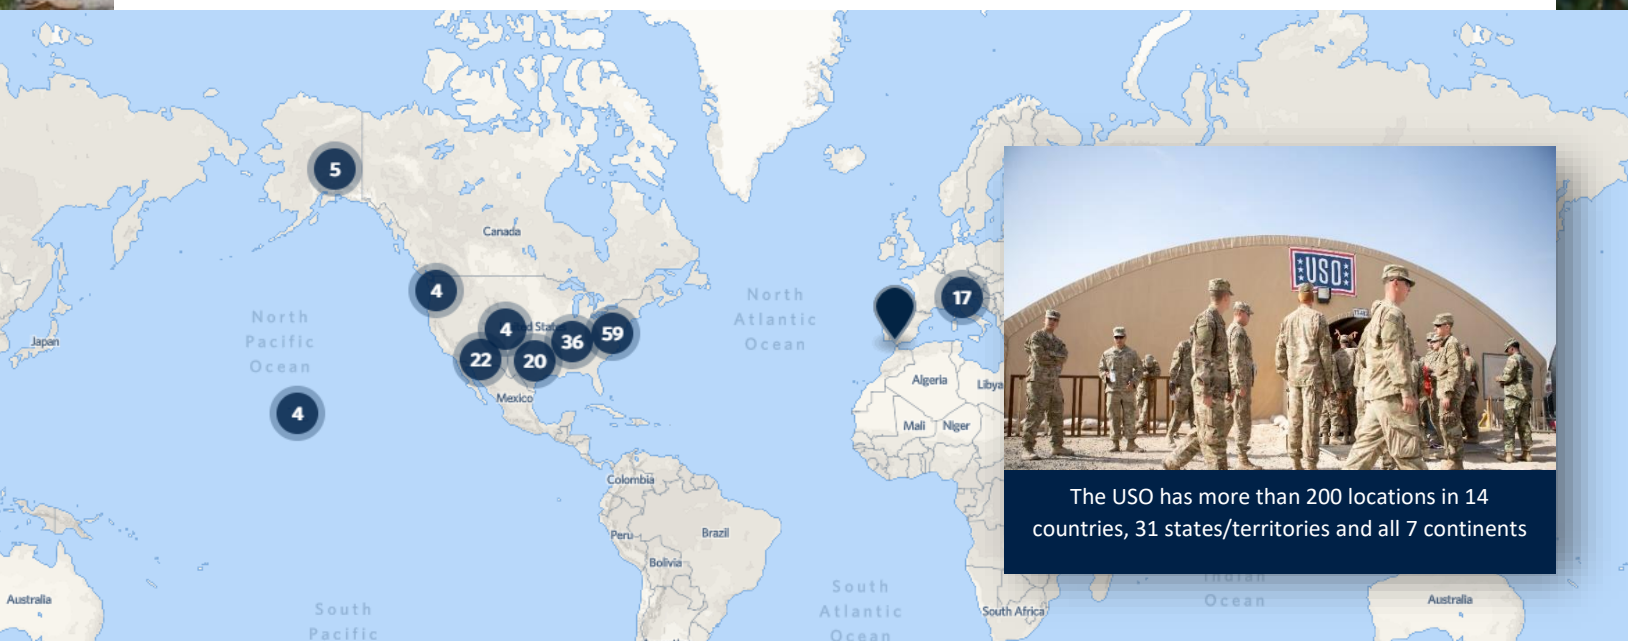 5
Canada
4
North
Pacific
Ocean
Japan
4
d State
36
59
22
20
Mexico
4
North
Atlantic
Ocean
17
Algeria
Libya
Mali
Niger
USO
The USO has more than 200 locations in 14
countries, 31 states/territories and all 7 continents
Colombia
Peru
Brazil
Bolivia
Australia
South
Pacific
South
Atlantic
Ocean
South Africa
Indian
Ocean
Australia